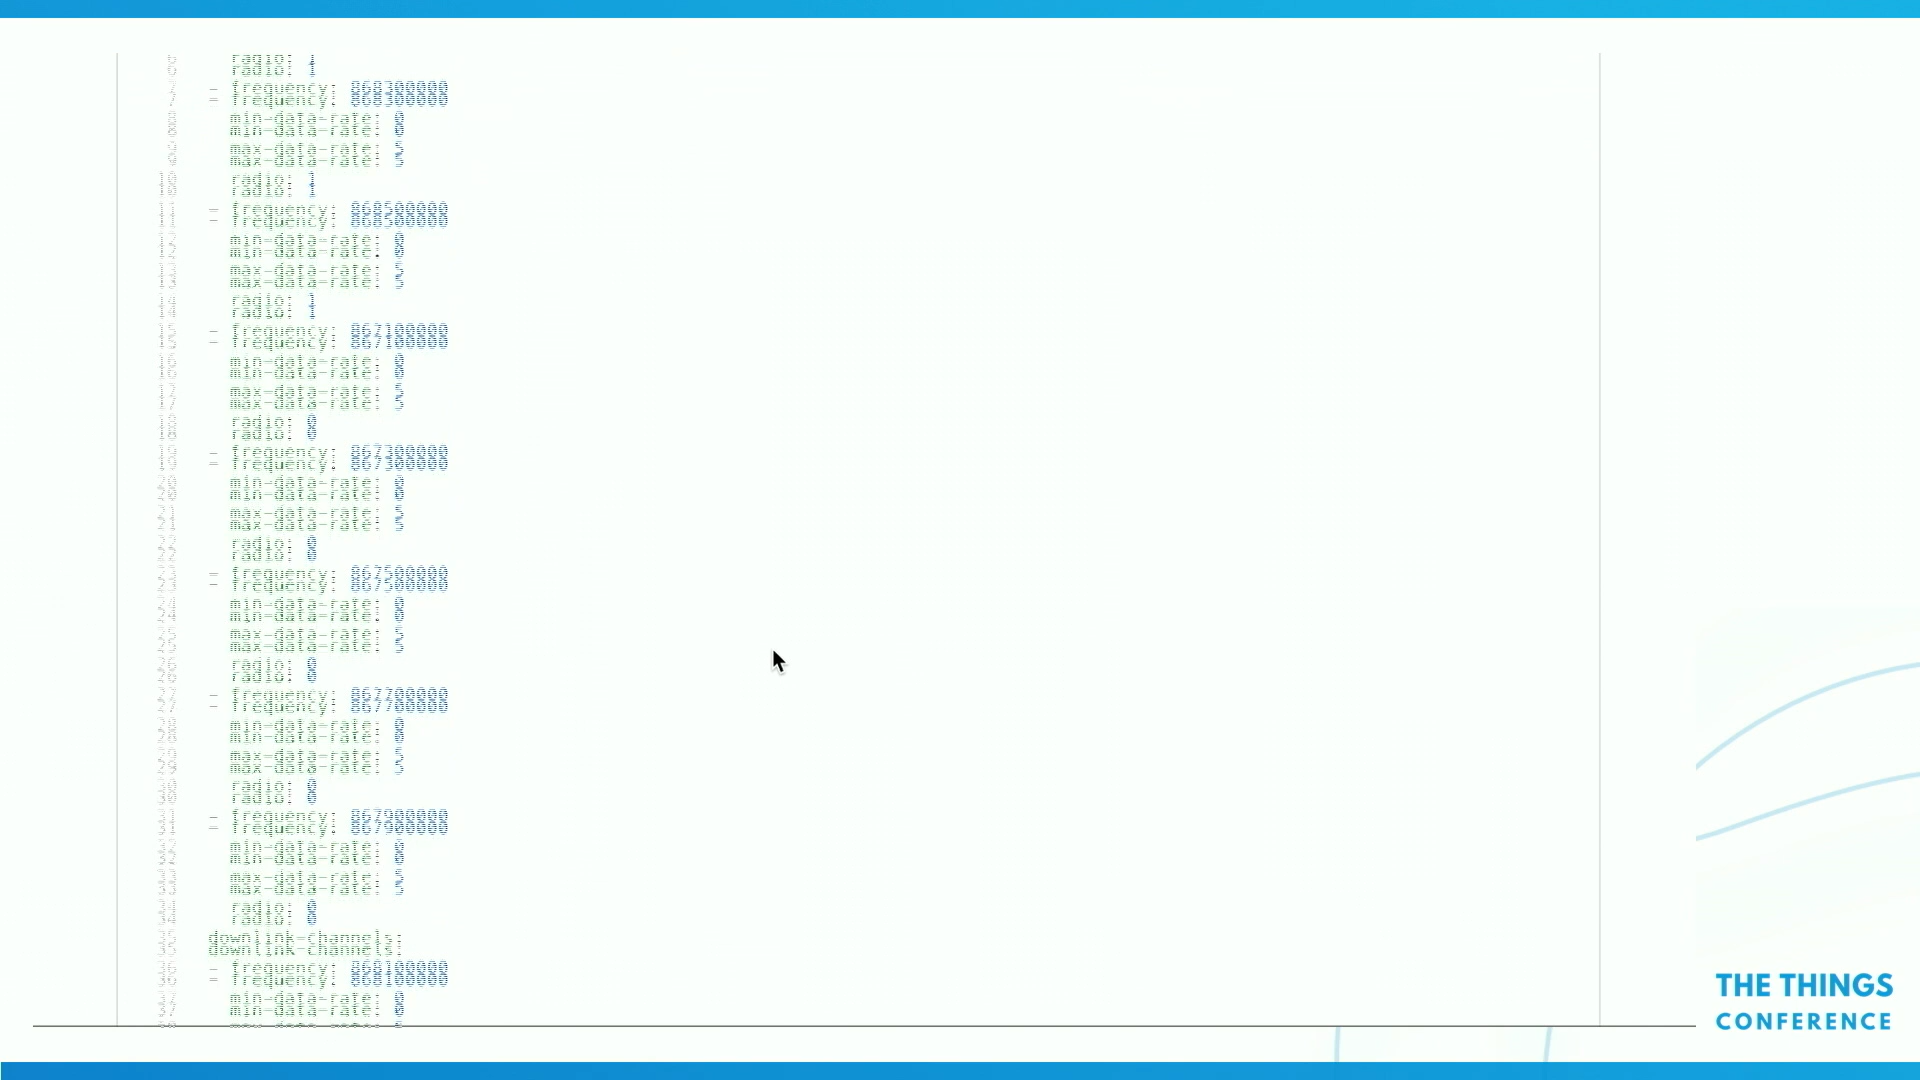 6 radio: 1
7 - frequency: 868300000
8 min-data-rate: 0
9 max-data-rate: 5
10 radio: 1
11 - frequency: 868500000
12 min-data-rate: 0
13 max-data-rate: 5
14 radio: 1
15 - frequency: 867100000
16 min-data-rate: 0
17 max-data-rate: 5
18 radio: 0
19 - frequency: 867300000
20 min-data-rate: 0
21 max-data-rate: 5
22 radio: 0
23 - frequency: 867500000
24 min-data-rate: 0
25 max-data-rate: 5
26 radio: 0
27 - frequency: 867700000
28 min-data-rate: 0
29 max-data-rate: 5
30 radio: 0
31 - frequency: 867900000
32 min-data-rate: 0
33 max-data-rate: 5
34 radio: 0
35 downlink-channels:
36 - frequency: 868100000
37 min-data-rate: 0
THE THINGS
CONFERENCE